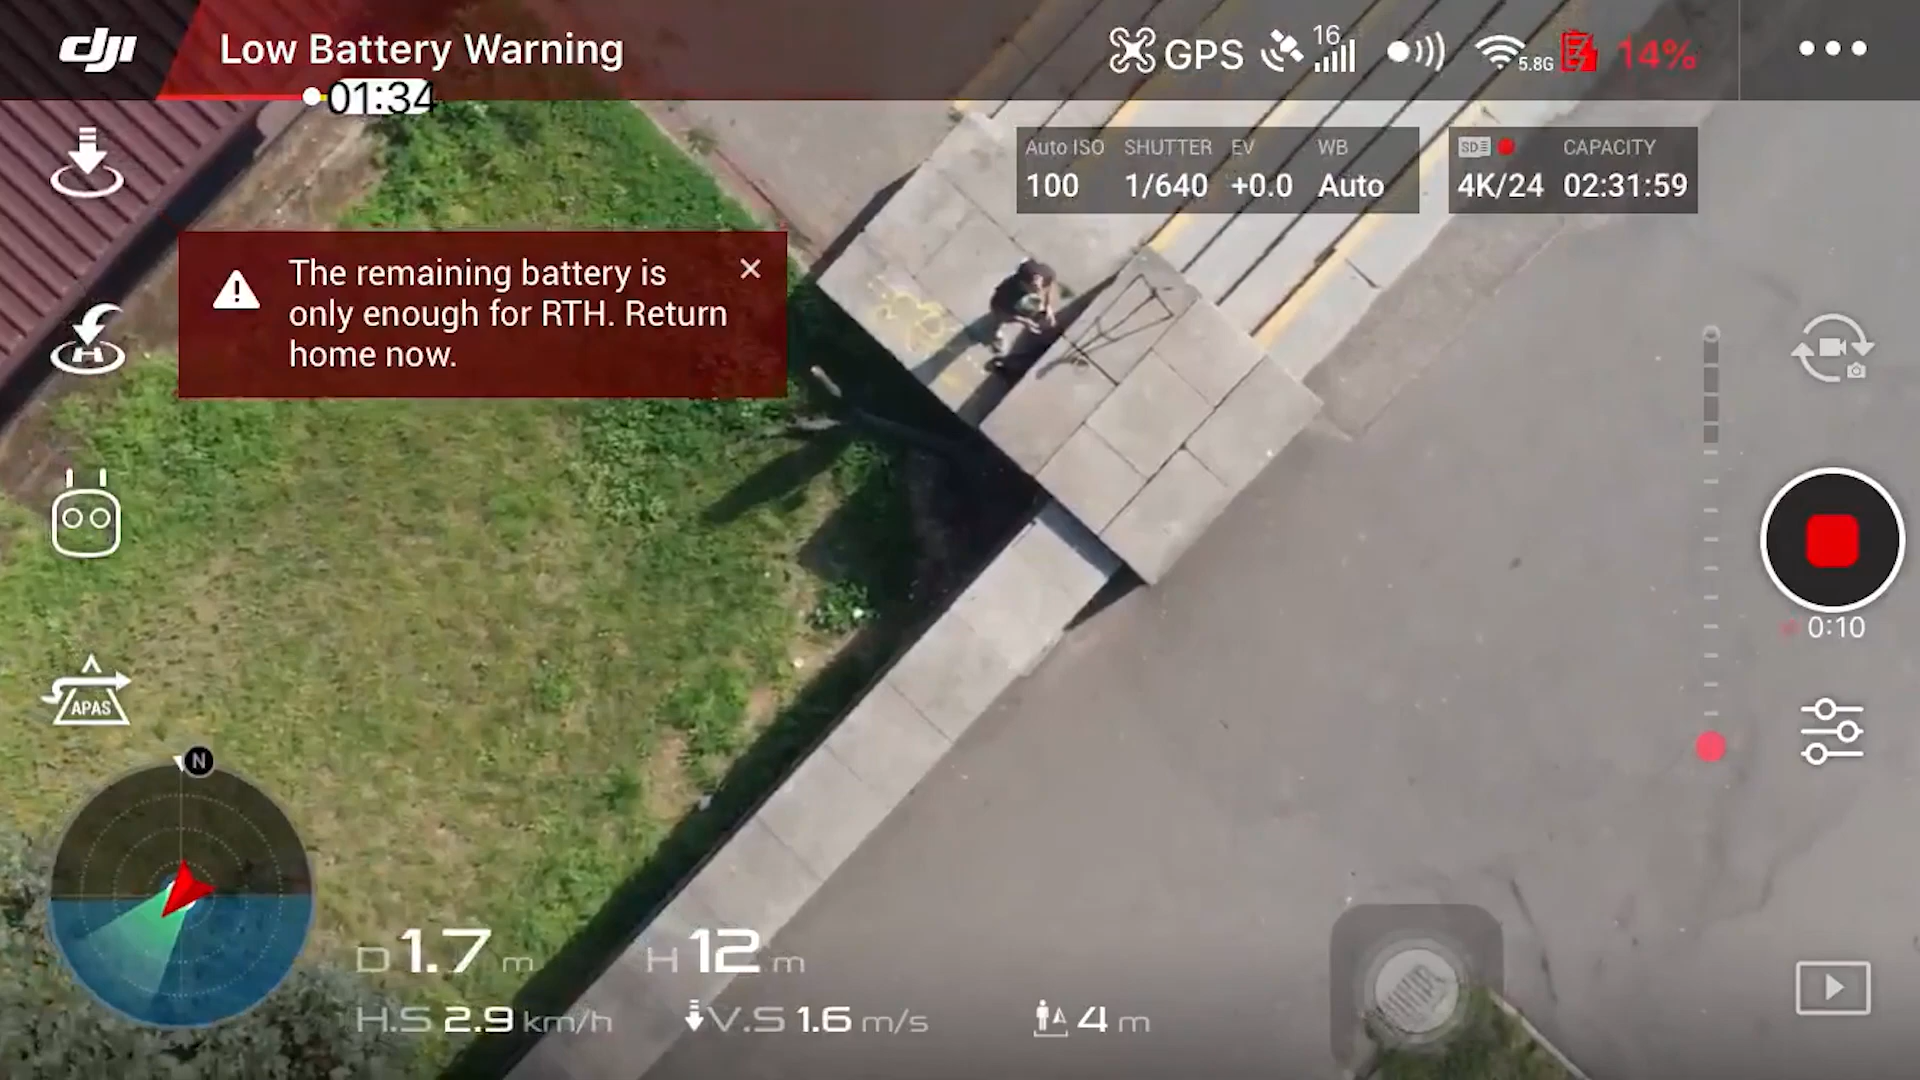 dji
Low Battery Warning
GPS
16
5.8G
14%
01:34
Auto ISO SHUTTER EV WB
100 1/640 +0.0 Auto
SD CAPACITY
4K/24 02:31:59
The remaining battery is
only enough for RTH. Return
home now.
H
0:10
APAS
N
D 1.7 m H 12 m
H.S 2.9 km/h V.S 1.6 m/s 4 m